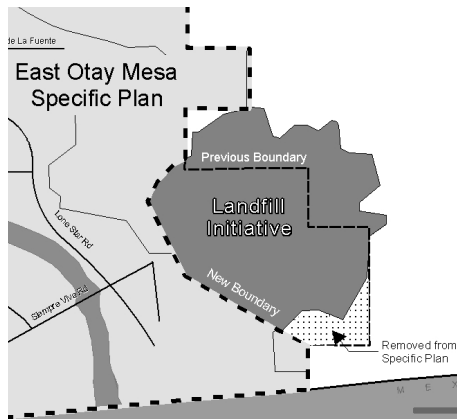 de La Fuente
East Otay Mesa
Specific Plan
Previous Boundary
Landfill
Initiative
Lone Star Rd
New Boundary
Siempre Viva Rd
Removed from
Specific Plan
M E X